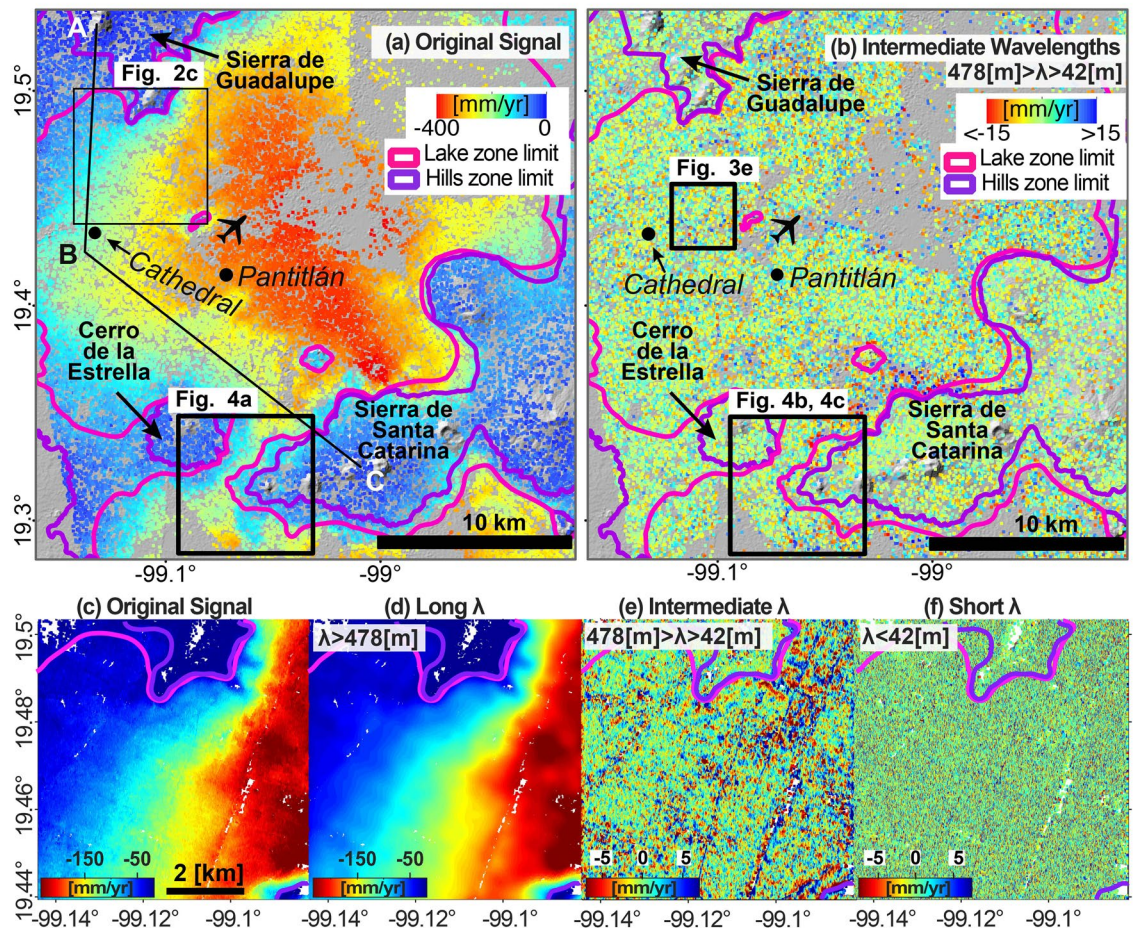 A
(a) Original Signal
Sierra de
Guadalupe
Fig. 2c
[mm/yr]
-400
0
Lake zone limit
Hills zone limit
B
Cathedral
Pantitlán
Cerro
de la
Estrella
Fig. 4a
Sierra de
Santa
Catarina
C
10 km
19.5°
19.4°
19.3°
-99.1
-99
(b) Intermediate Wavelengths
478[m]>λ>42[m]
Sierra de
Guadalupe
[mm/yr]
<-15
>15
Lake zone limit
Hills zone limit
Fig. 3e
Cathedral
Pantitlán
Cerro
de la
Estrella
Fig. 4b, 4c
Sierra de
Santa
Catarina
10 km
-99.1
-99
(c) Original Signal
19.5°
19.48°
19.46°
19.44°
-150 -50
[mm/yr]
2 [km]
-99.14 -99.12 -99.1
(d) Long λ
λ>478[m]
-150 -50
[mm/yr]
-99.12 -99.1
(e) Intermediate λ
478[m]>λ>42[m]
-5 0 5
[mm/yr]
-99.14 -99.12 -99.1
(f) Short λ
λ<42[m]
-5 0 5
[mm/yr]
-99.12 -99.1